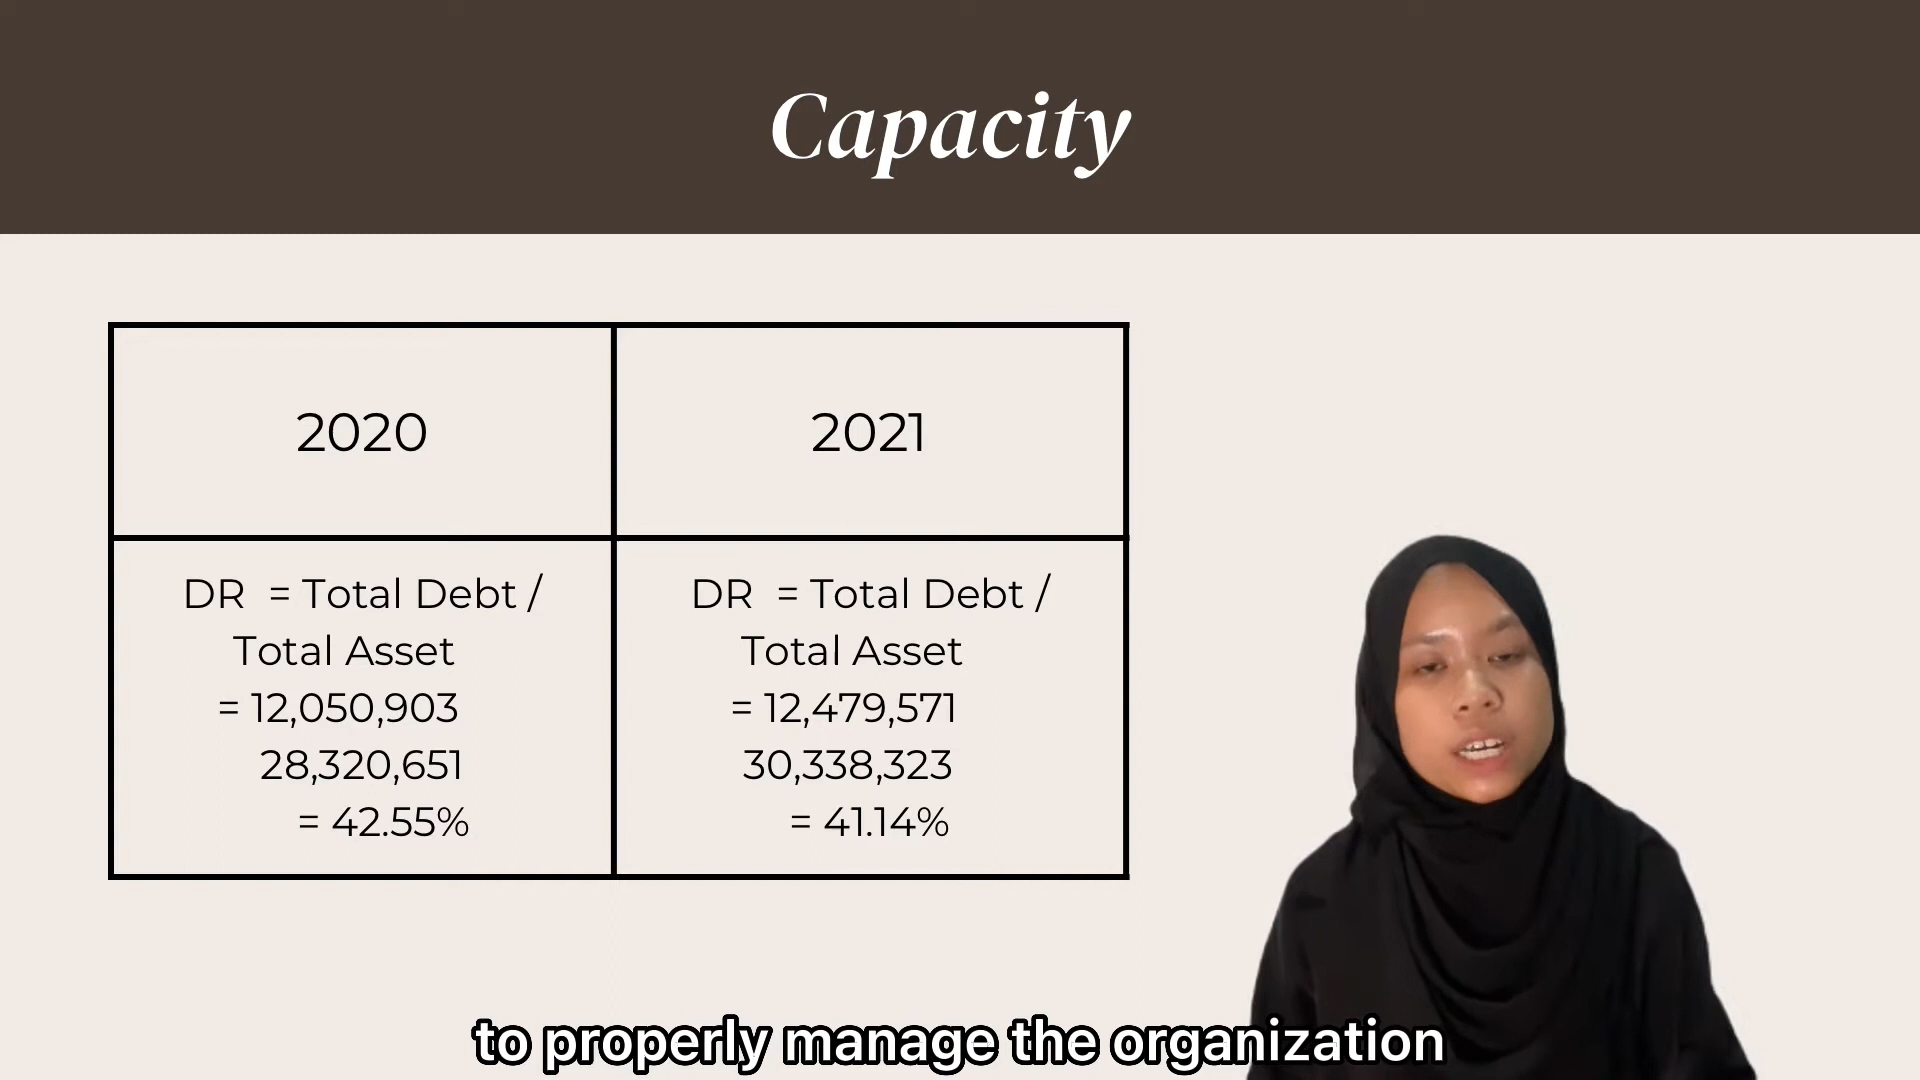 Capacity
2020
2021
DR = Total Debt /
Total Asset
= 12,050,903
28,320,651
= 42.55%
DR = Total Debt /
Total Asset
= 12,479,571
30,338,323
= 41.14%
to properly manage the organization